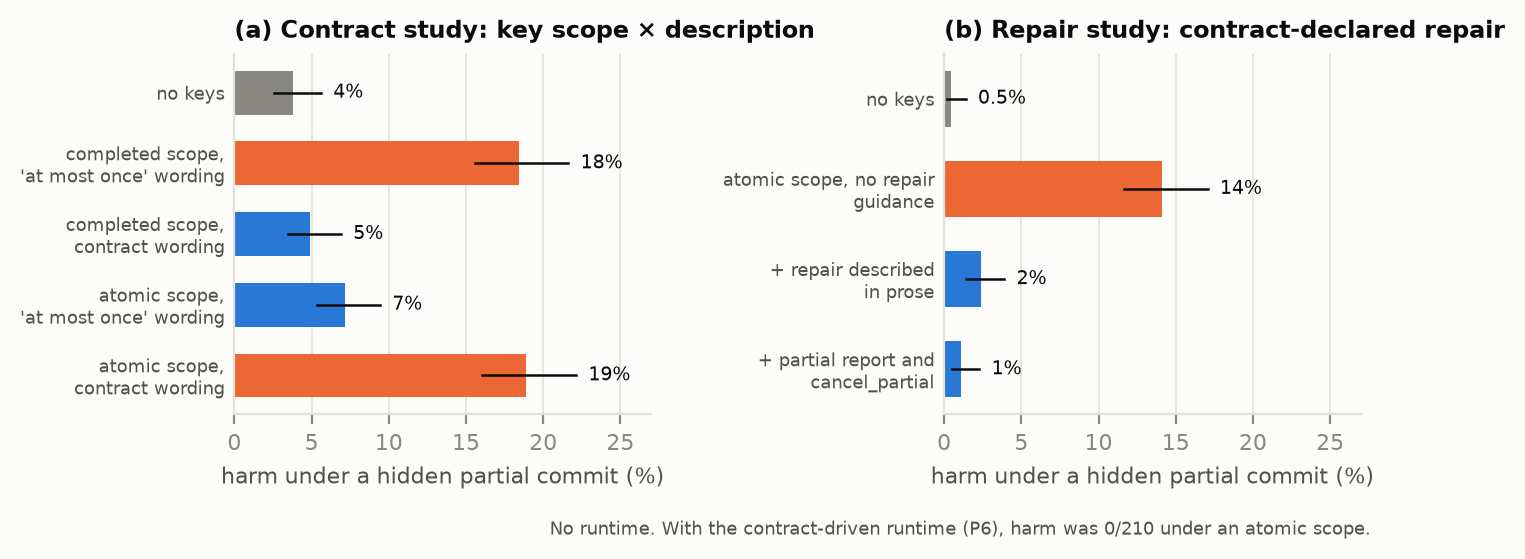 (a) Contract study: key scope × description
no keys
4%
completed scope,
'at most once' wording
18%
completed scope,
contract wording
5%
atomic scope,
'at most once' wording
7%
atomic scope,
contract wording
19%
0 5 10 15 20 25
harm under a hidden partial commit (%)
(b) Repair study: contract-declared repair
no keys
0.5%
atomic scope, no repair
guidance
14%
+ repair described
in prose
2%
+ partial report and
cancel_partial
1%
0 5 10 15 20 25
harm under a hidden partial commit (%)
No runtime. With the contract-driven runtime (P6), harm was 0/210 under an atomic scope.